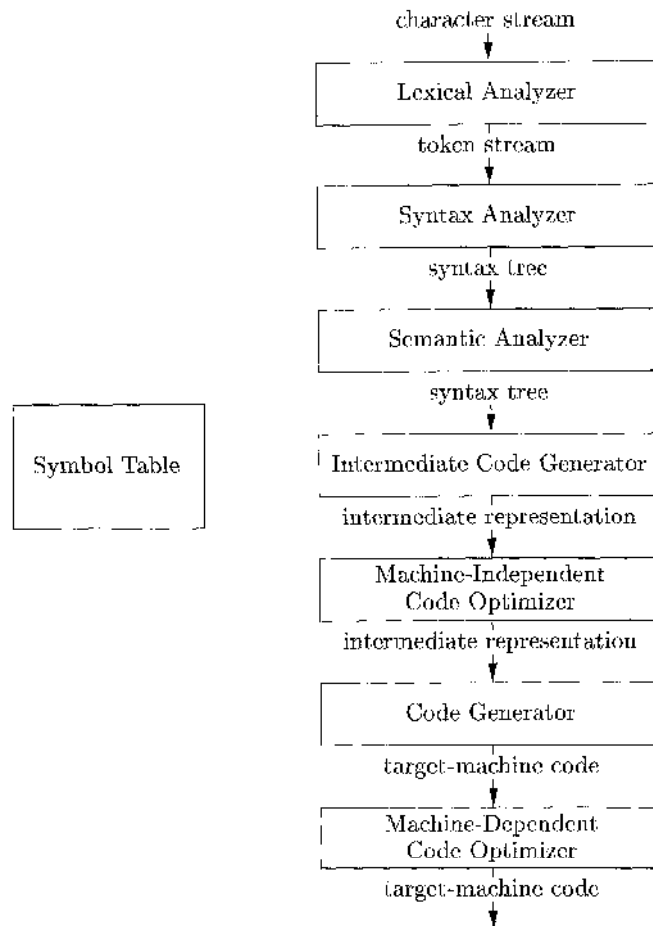 character stream
Lexical Analyzer
token stream
Syntax Analyzer
syntax tree
Semantic Analyzer
syntax tree
Symbol Table
Intermediate Code Generator
intermediate representation
Machine-Independent
Code Optimizer
intermediate representation
Code Generator
target-machine code
Machine-Dependent
Code Optimizer
target-machine code